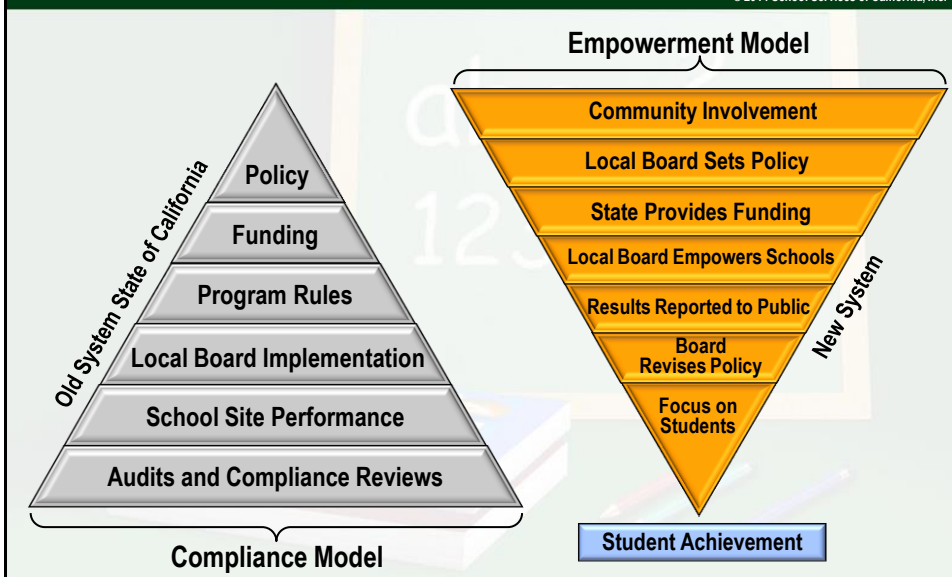 Empowerment Model
Community Involvement
Local Board Sets Policy
State Provides Funding
Local Board Empowers Schools
Results Reported to Public
Board
Revises Policy
Focus on
Students
New System
Student Achievement
Old System State of California
Policy
Funding
Program Rules
Local Board Implementation
School Site Performance
Audits and Compliance Reviews
Compliance Model